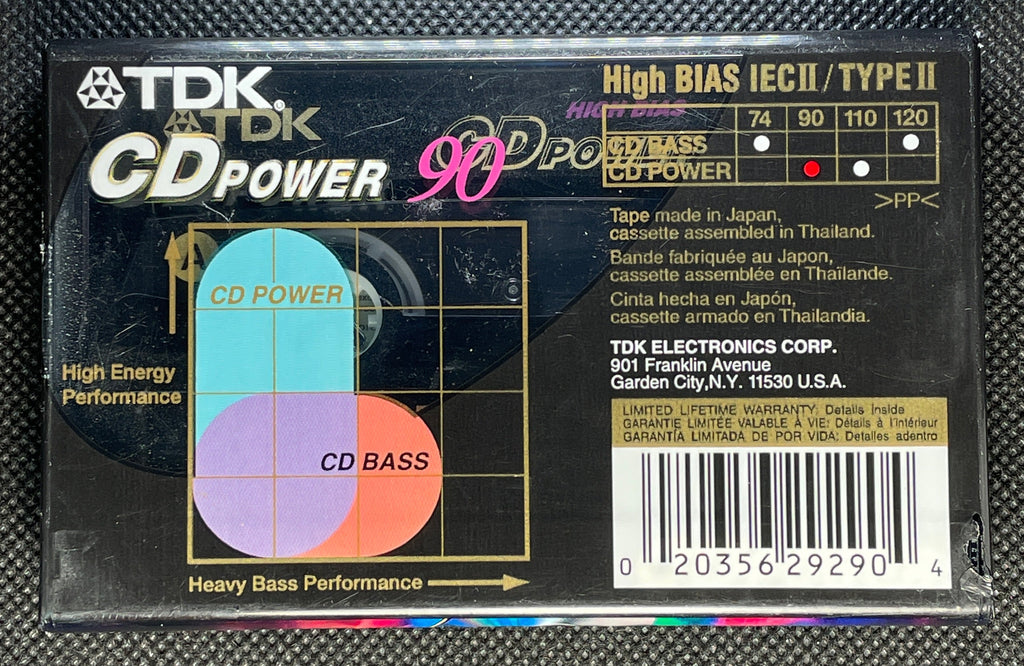 TDK
TDK
CD POWER 90
CD POWER
HIGH BIAS
High BIAS IEC II / TYPE II
74 90 110 120
CD BASS
CD POWER
>PP<
Tape made in Japan,
cassette assembled in Thailand.
Bande fabriquée au Japon,
cassette assemblée en Thaïlande.
Cinta hecha en Japón,
cassette armado en Thailandia.
TDK ELECTRONICS CORP.
901 Franklin Avenue
Garden City, N.Y. 11530 U.S.A.
LIMITED LIFETIME WARRANTY: Details Inside
GARANTIE LIMITÉE VALABLE À VIE: Détails à l'intérieur
GARANTÍA LIMITADA DE POR VIDA: Detalles adentro
0 20356 29290 4
A
CD POWER
High Energy
Performance
CD BASS
Heavy Bass Performance